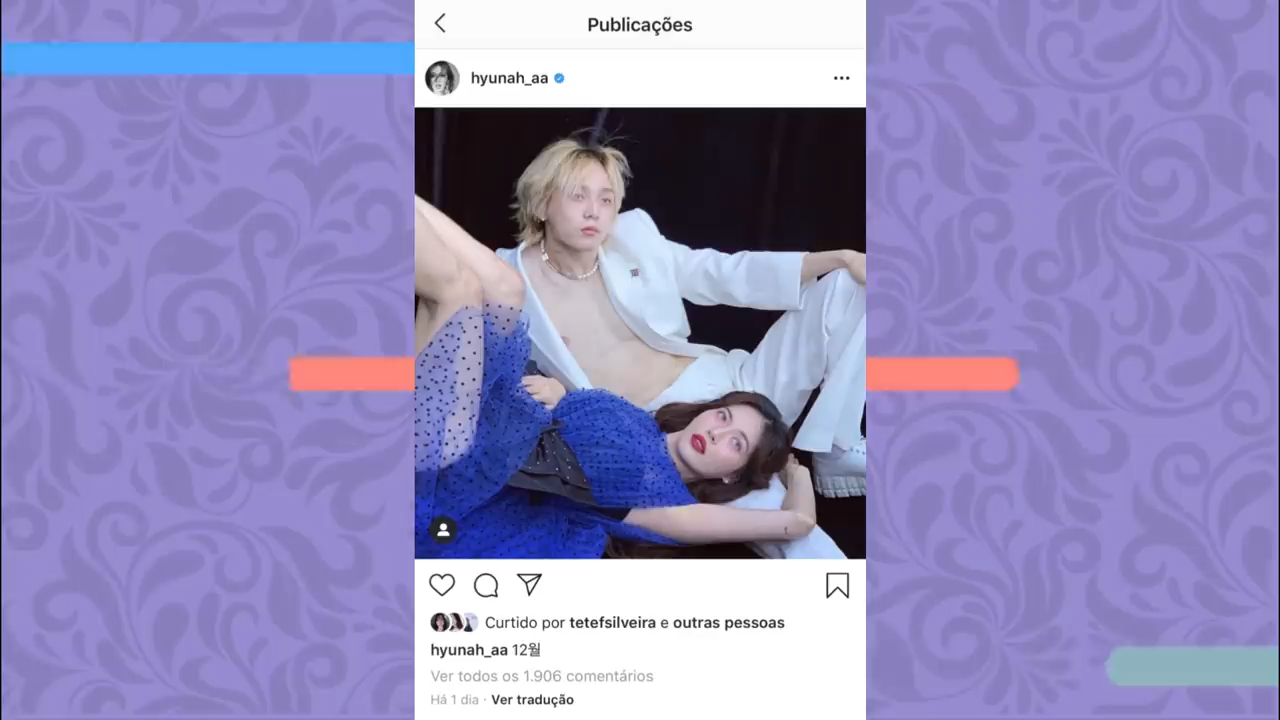 Publicações
hyunah_aa
Curtido por tetefsilveira e outras pessoas
hyunah_aa 12월
Ver todos os 1.906 comentários
Há 1 dia · Ver tradução